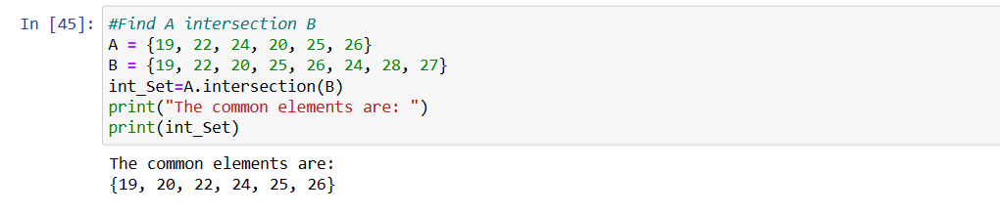 In [45]: #Find A intersection B
A = {19, 22, 24, 20, 25, 26}
B = {19, 22, 20, 25, 26, 24, 28, 27}
int_Set=A.intersection(B)
print("The common elements are: ")
print(int_Set)
The common elements are:
{19, 20, 22, 24, 25, 26}